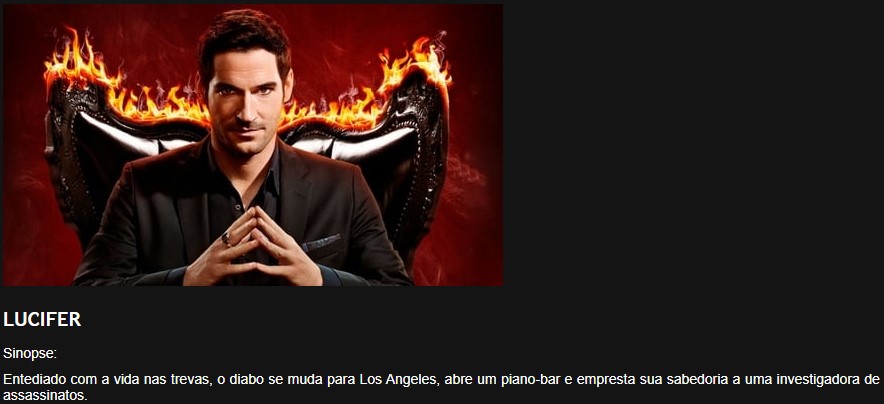 LUCIFER
Sinopse:
Entediado com a vida nas trevas, o diabo se muda para Los Angeles, abre um piano-bar e empresta sua sabedoria a uma investigadora de
assassinatos.